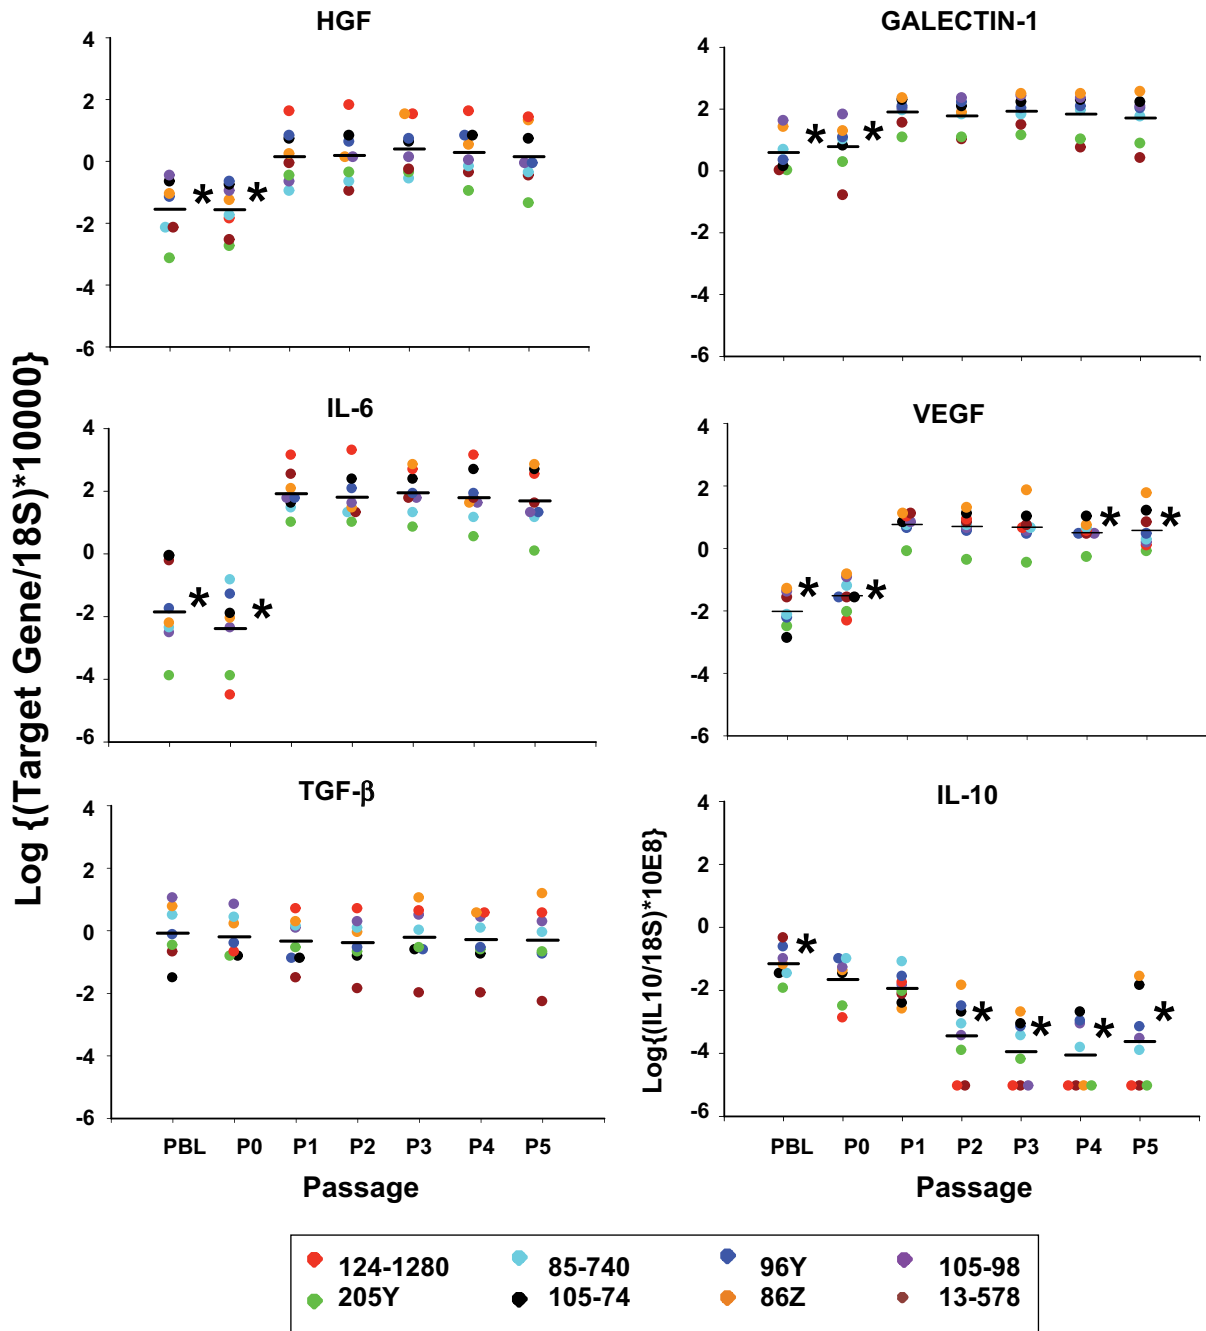 HGF
4
2
0
-2
-4
-6
GALECTIN-1
4
2
0
-2
-4
-6
* *
* *
Log {(Target Gene/18S)*10000}
IL-6
4
2
0
-2
-4
-6
* *
VEGF
4
2
0
-2
-4
-6
* * * *
TGF-β
4
2
0
-2
-4
-6
PBL P0 P1 P2 P3 P4 P5
Passage
IL-10
Log{(IL10/18S)*10E8}
4
2
0
-2
-4
-6
* * * * *
PBL P0 P1 P2 P3 P4 P5
Passage
124-1280 85-740 96Y 105-98
205Y 105-74 86Z 13-578